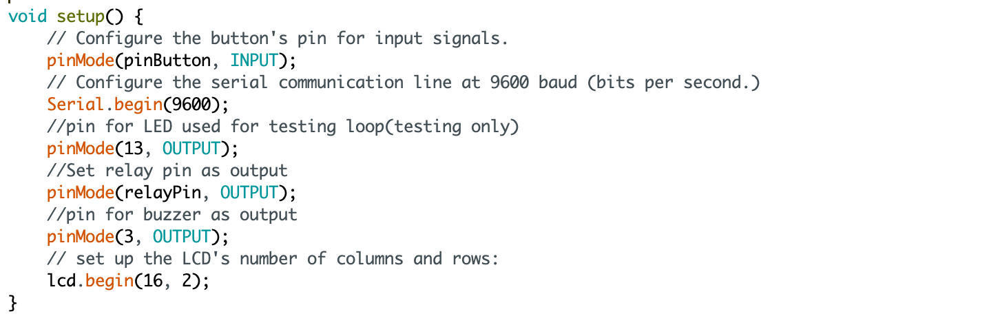 void setup() {
// Configure the button's pin for input signals.
pinMode(pinButton, INPUT);
// Configure the serial communication line at 9600 baud (bits per second.)
Serial.begin(9600);
//pin for LED used for testing loop(testing only)
pinMode(13, OUTPUT);
//Set relay pin as output
pinMode(relayPin, OUTPUT);
//pin for buzzer as output
pinMode(3, OUTPUT);
// set up the LCD's number of columns and rows:
lcd.begin(16, 2);
}